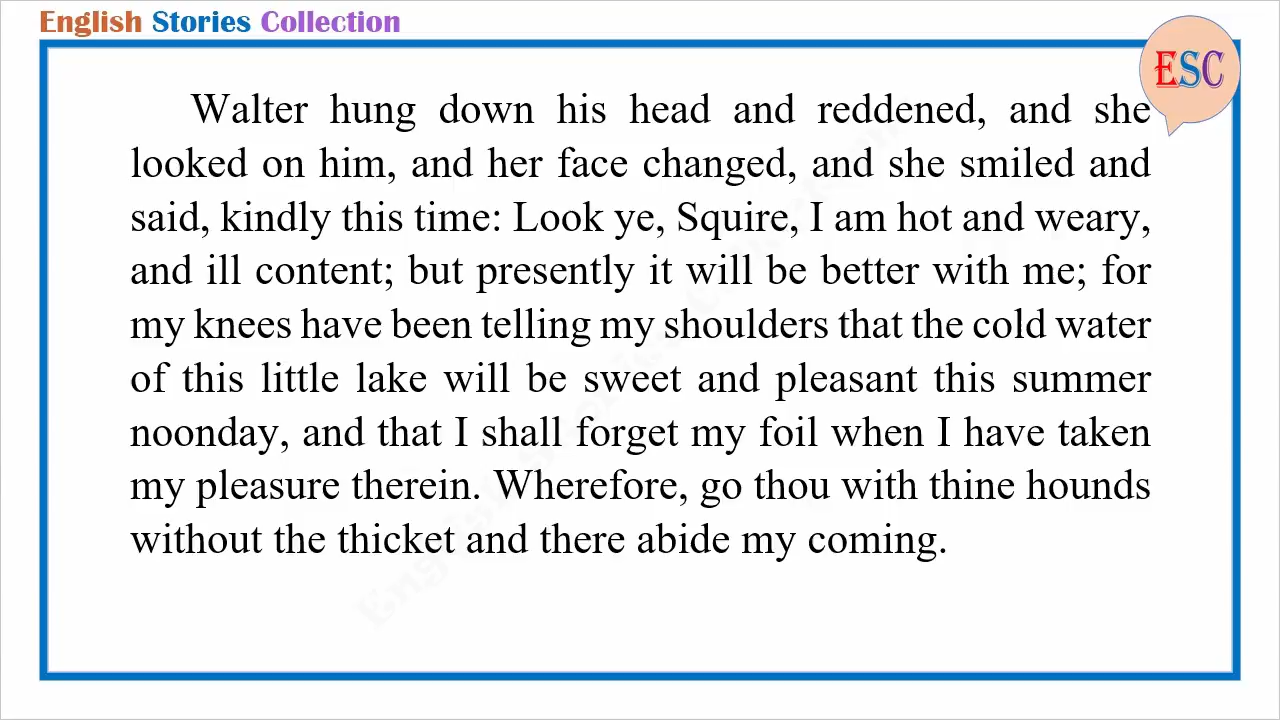 English Stories Collection
ESC
Walter hung down his head and reddened, and she
looked on him, and her face changed, and she smiled and
said, kindly this time: Look ye, Squire, I am hot and weary,
and ill content; but presently it will be better with me; for
my knees have been telling my shoulders that the cold water
of this little lake will be sweet and pleasant this summer
noonday, and that I shall forget my foil when I have taken
my pleasure therein. Wherefore, go thou with thine hounds
without the thicket and there abide my coming.